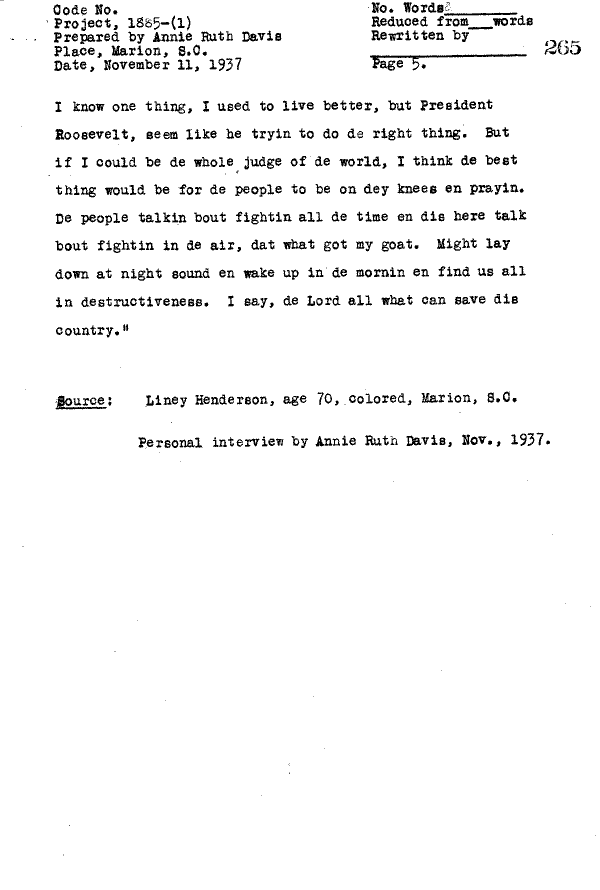 Code No.
Project, 1885-(1)
Prepared by Annie Ruth Davis
Place, Marion, S.C.
Date, November 11, 1937
No. Words
Reduced from___words
Rewritten by
Page 5.
265
I know one thing, I used to live better, but President
Roosevelt, seem like he tryin to do de right thing. But
if I could be de whole judge of de world, I think de best
thing would be for de people to be on dey knees en prayin.
De people talkin bout fightin all de time en dis here talk
bout fightin in de air, dat what got my goat. Might lay
down at night sound en wake up in de mornin en find us all
in destructiveness. I say, de Lord all what can save dis
country."
Source: Liney Henderson, age 70, colored, Marion, S.C.
Personal interview by Annie Ruth Davis, Nov., 1937.